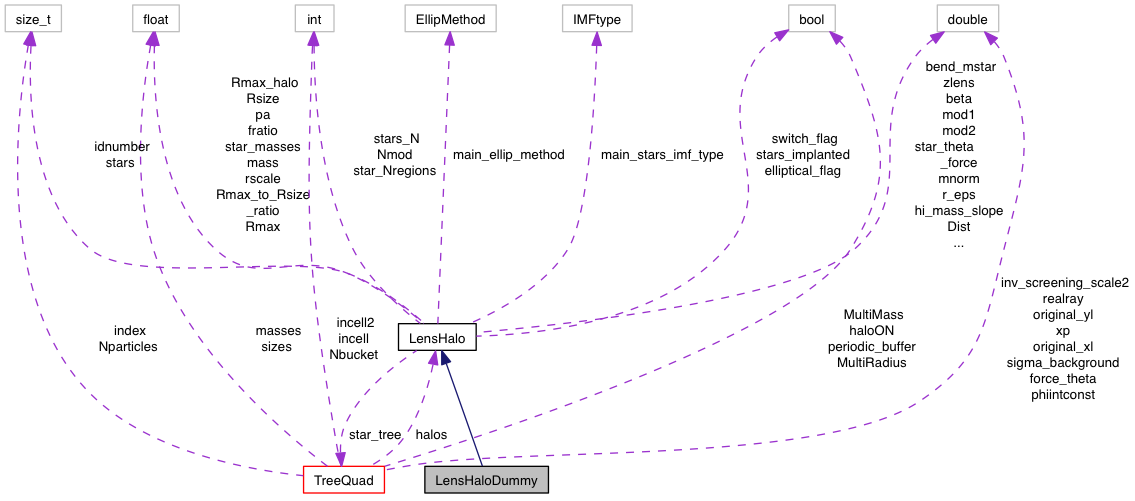 size_t
float
int
EllipMethod
IMFtype
bool
double
idnumber
stars
Rmax_halo
Rsize
pa
fratio
star_masses
mass
rscale
Rmax_to_Rsize
_ratio
Rmax
stars_N
Nmod
star_Nregions
main_ellip_method
main_stars_imf_type
switch_flag
stars_implanted
elliptical_flag
bend_mstar
zlens
beta
mod1
mod2
star_theta
_force
mnorm
r_eps
hi_mass_slope
Dist
...
index
Nparticles
masses
sizes
incell2
incell
Nbucket
LensHalo
MultiMass
haloON
periodic_buffer
MultiRadius
inv_screening_scale2
realray
original_yl
xp
original_xl
sigma_background
force_theta
phiintconst
star_tree
halos
TreeQuad
LensHaloDummy